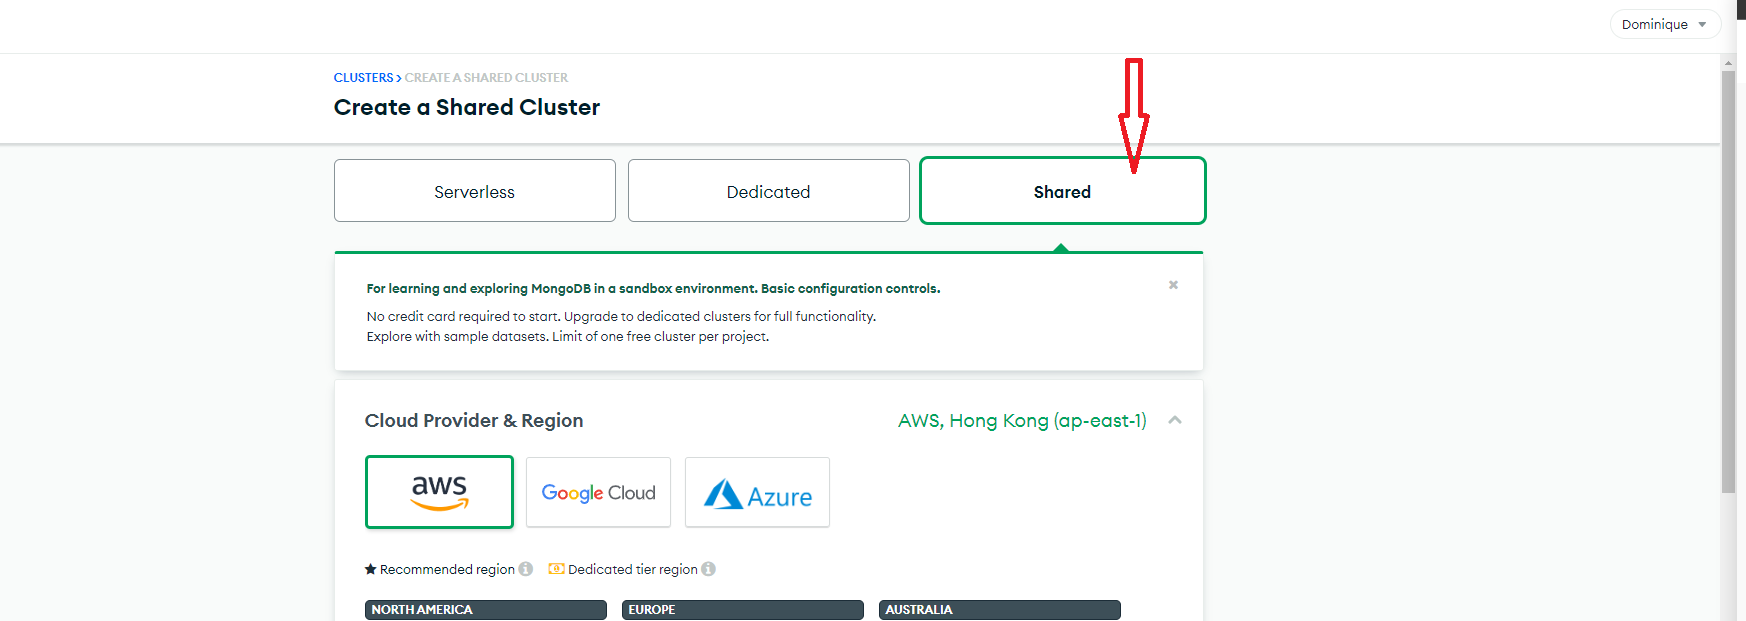 Dominique
CLUSTERS > CREATE A SHARED CLUSTER
Create a Shared Cluster
Serverless
Dedicated
Shared
For learning and exploring MongoDB in a sandbox environment. Basic configuration controls.
No credit card required to start. Upgrade to dedicated clusters for full functionality.
Explore with sample datasets. Limit of one free cluster per project.
Cloud Provider & Region
AWS, Hong Kong (ap-east-1)
aws
Google Cloud
Azure
Recommended region
Dedicated tier region
NORTH AMERICA
EUROPE
AUSTRALIA